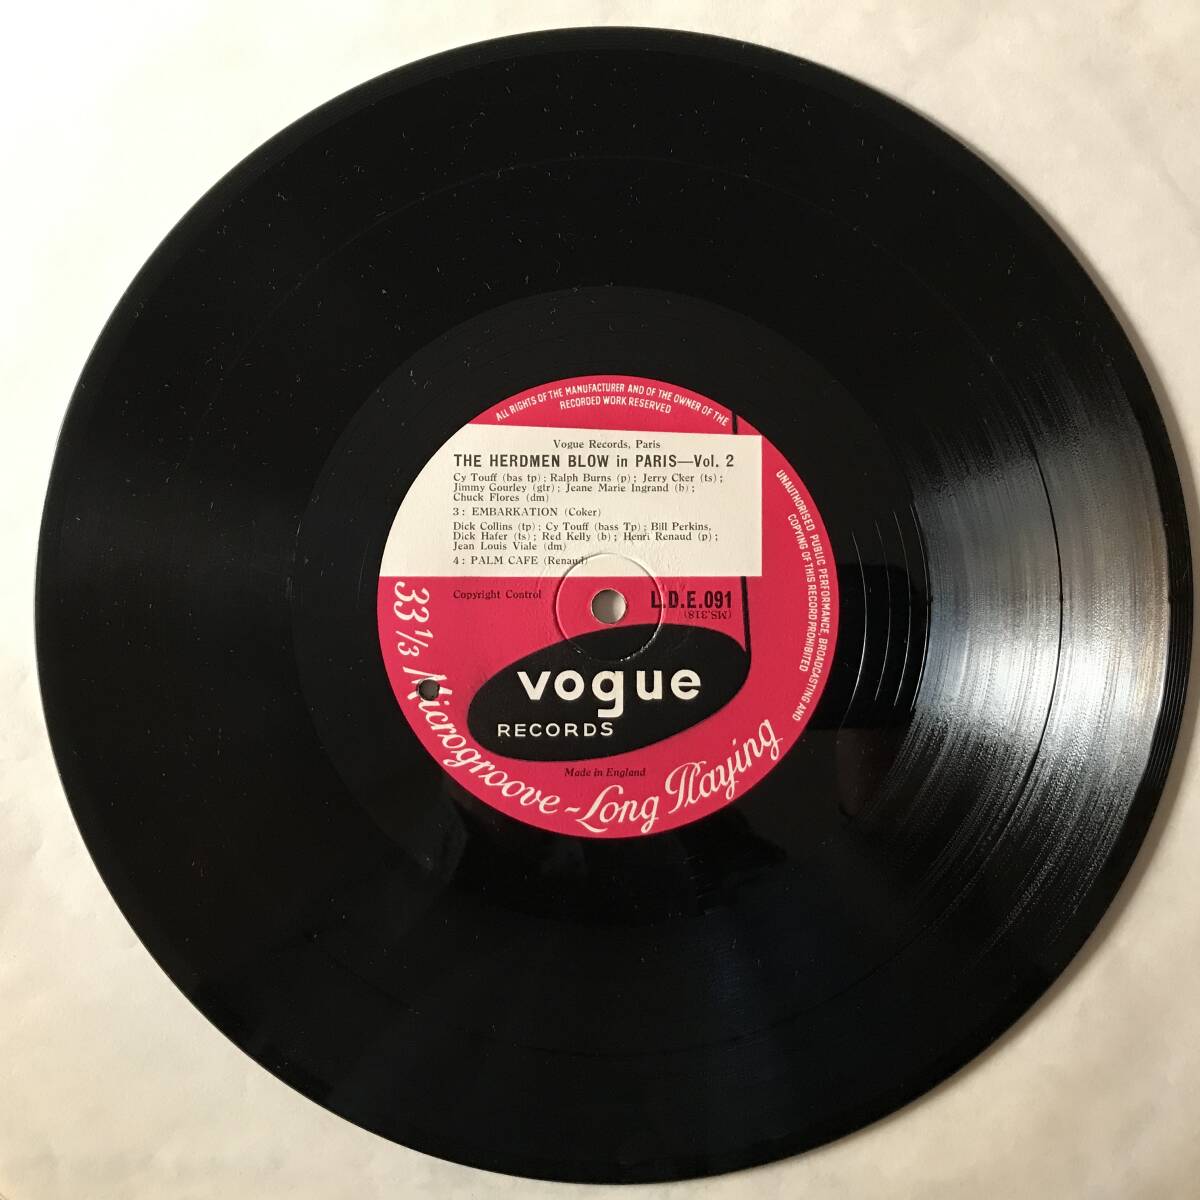 ALL RIGHTS OF THE MANUFACTURER AND OF THE OWNER OF THE
RECORDED WORK RESERVED
Vogue Records, Paris
THE HERDMEN BLOW in PARIS—Vol. 2
Cy Touff (bas tp); Ralph Burns (p); Jerry Cker (ts);
Jimmy Gourley (gtr); Jeane Marie Ingrand (b);
Chuck Flores (dm)
3: EMBARKATION (Coker)
Dick Collins (tp); Cy Touff (bass Tp); Bill Perkins,
Dick Hafer (ts); Red Kelly (b); Henri Renaud (p);
Jean Louis Viale (dm)
4: PALM CAFE (Renaud)
Copyright Control
L.D.E.091
(MS.318)
UNAUTHORISED PUBLIC PERFORMANCE, BROADCASTING AND
COPYING OF THIS RECORD PROHIBITED
vogue
RECORDS
Made in England
33⅓ Microgroove - Long Playing